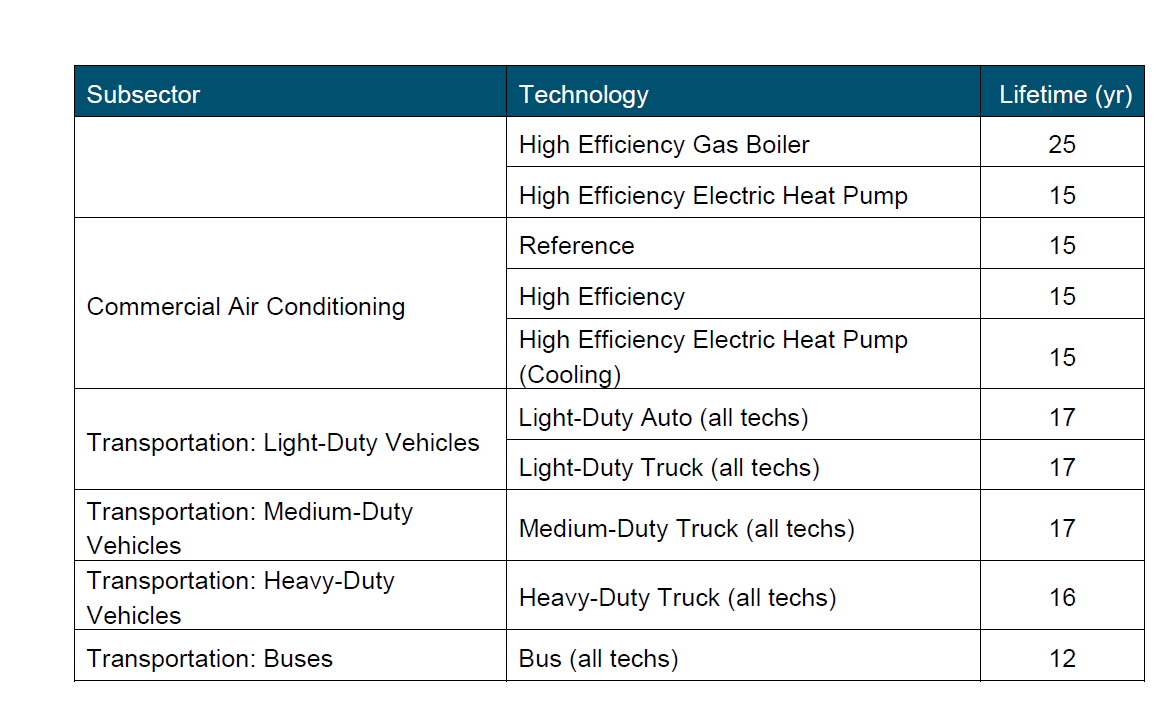 Subsector Technology Lifetime (yr)
High Efficiency Gas Boiler 25
High Efficiency Electric Heat Pump 15
Commercial Air Conditioning
Reference 15
High Efficiency 15
High Efficiency Electric Heat Pump
(Cooling)
15
Transportation: Light-Duty Vehicles
Light-Duty Auto (all techs) 17
Light-Duty Truck (all techs) 17
Transportation: Medium-Duty
Vehicles
Medium-Duty Truck (all techs) 17
Transportation: Heavy-Duty
Vehicles
Heavy-Duty Truck (all techs) 16
Transportation: Buses Bus (all techs) 12